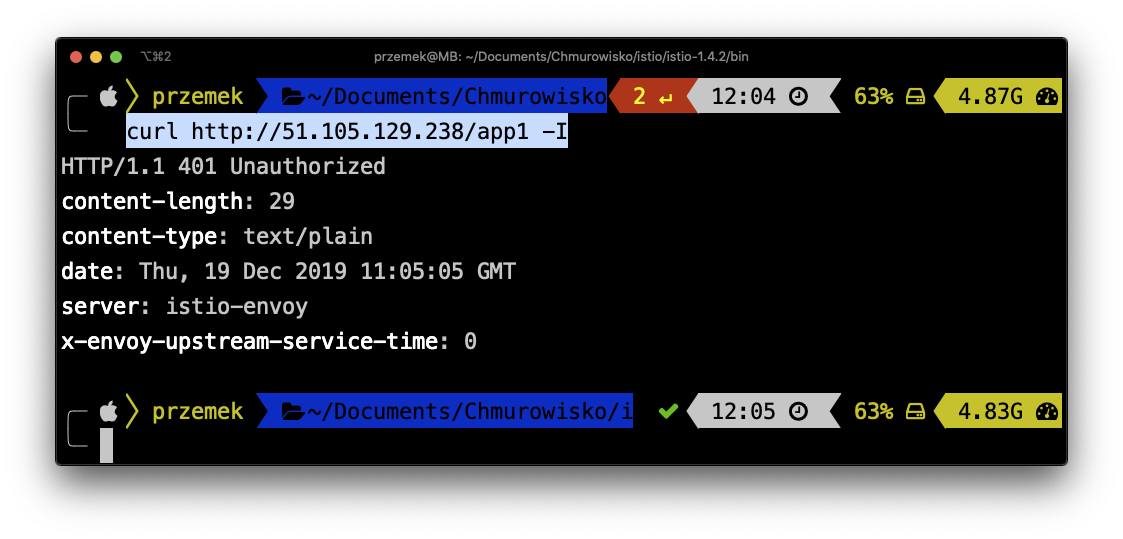 ⌥⌘2
przemek@MB: ~/Documents/Chmurowisko/istio/istio-1.4.2/bin
przemek ~/Documents/Chmurowisko 2 ↵ 12:04 63% 4.87G
curl http://51.105.129.238/app1 -I
HTTP/1.1 401 Unauthorized
content-length: 29
content-type: text/plain
date: Thu, 19 Dec 2019 11:05:05 GMT
server: istio-envoy
x-envoy-upstream-service-time: 0
przemek ~/Documents/Chmurowisko/i ✔ 12:05 63% 4.83G